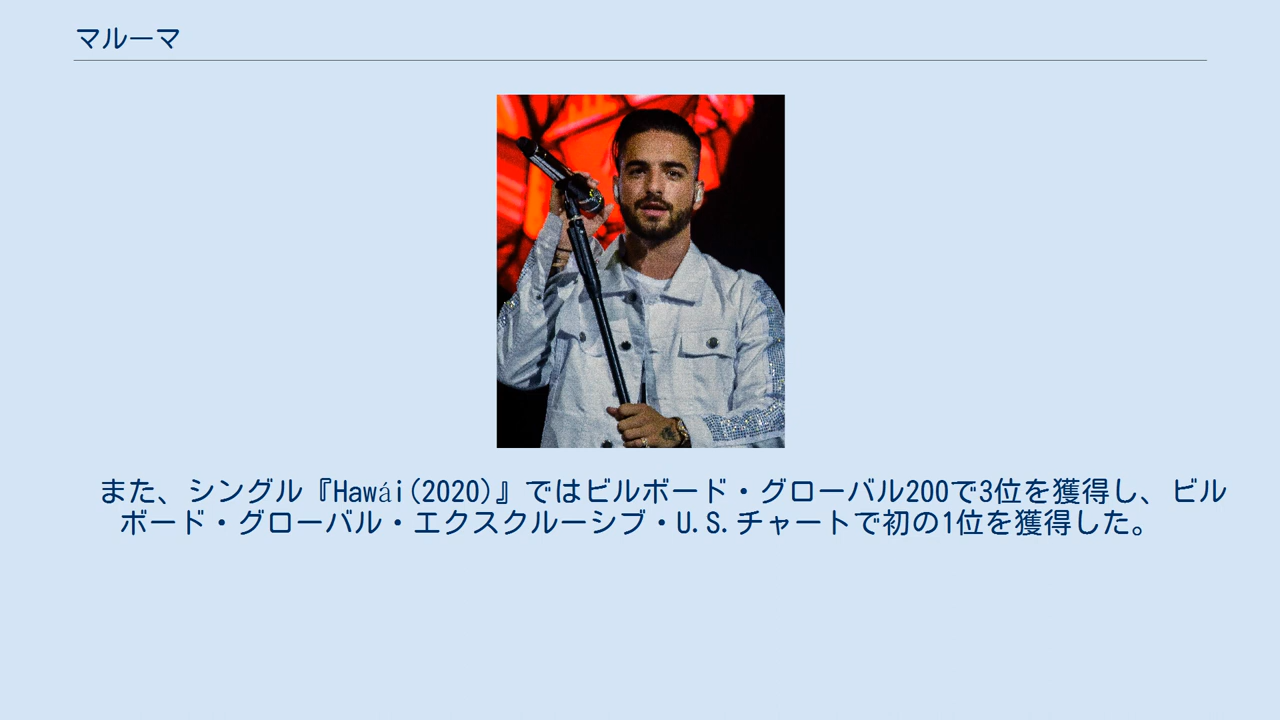 マルーマ
また、シングル『Hawái(2020)』ではビルボード・グローバル200で3位を獲得し、ビル
ボード・グローバル・エクスクルーシブ・U.S.チャートで初の1位を獲得した。